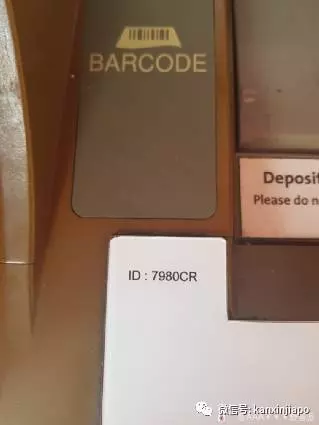 BARCODE
Deposit
Please do n
ID : 7980CR
微信号: kanxinjiapo